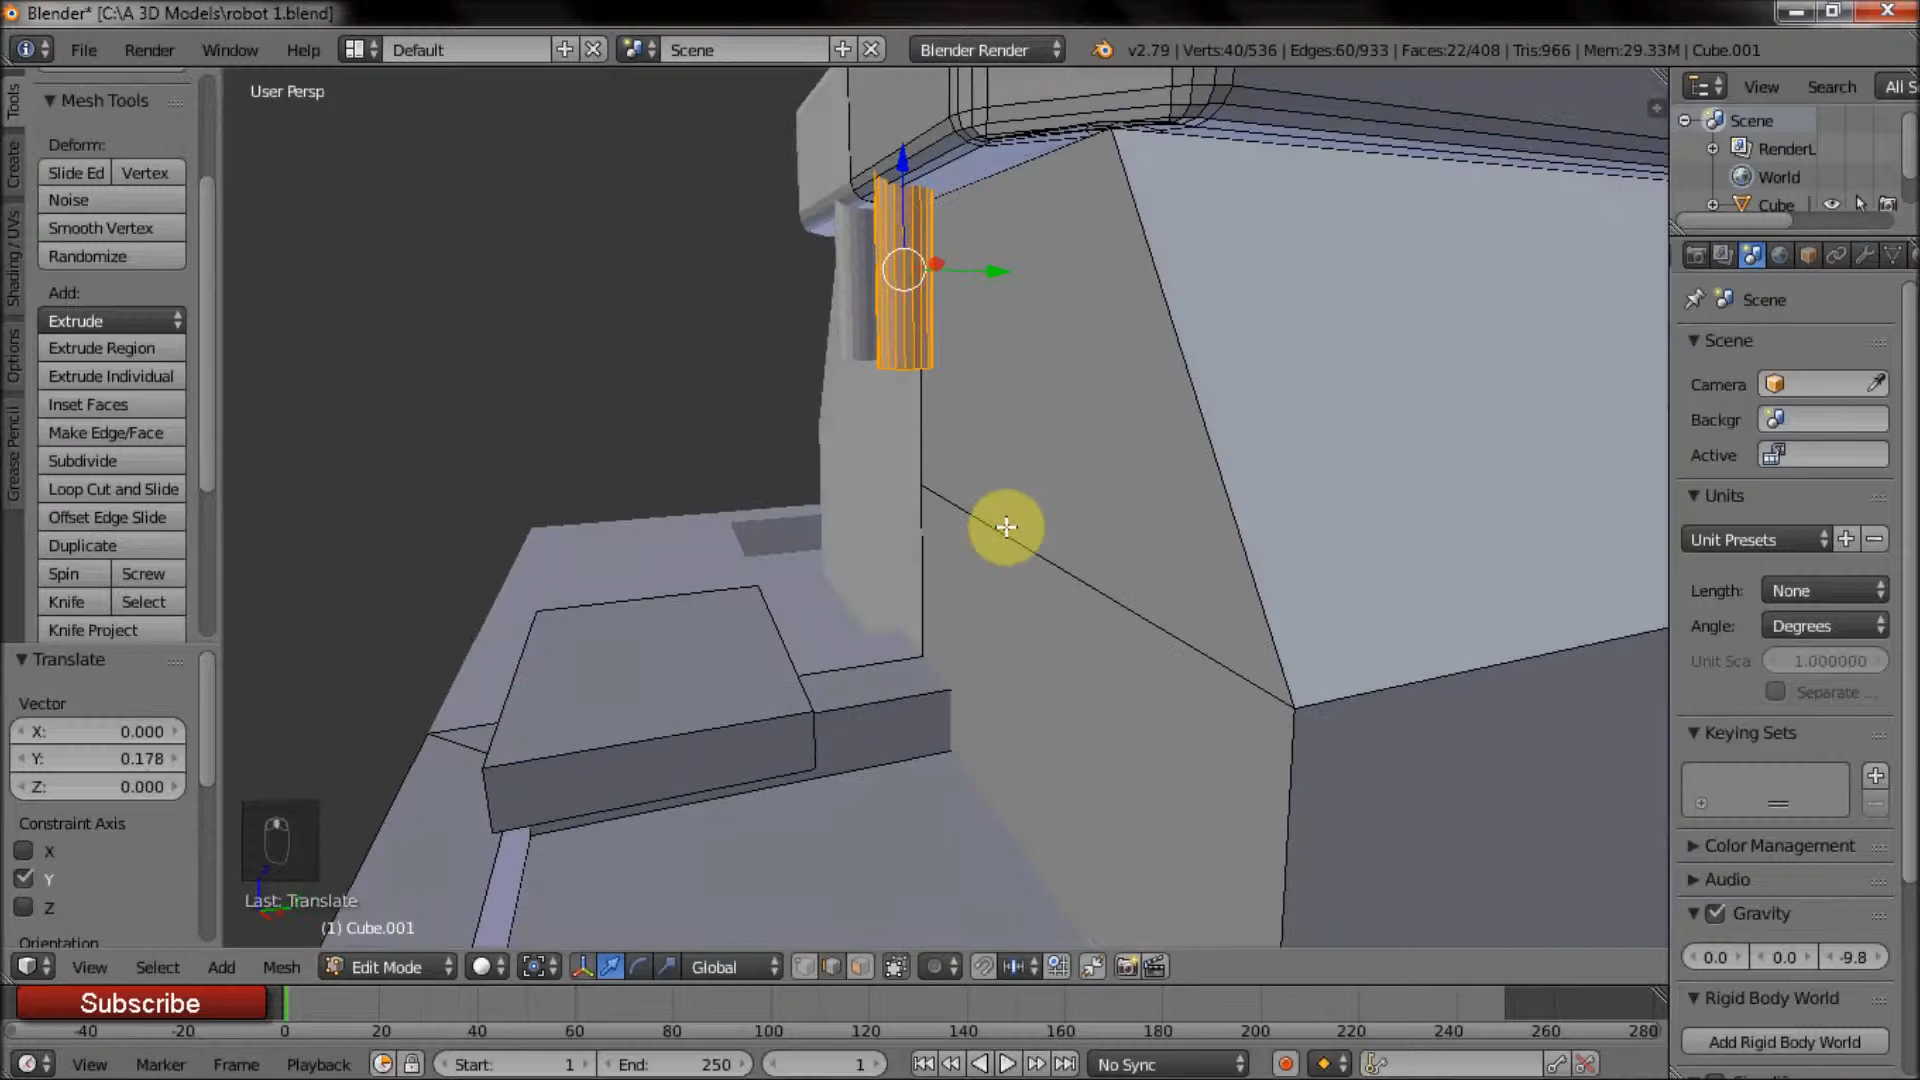 Blender* [C:\A 3D Models\robot 1.blend]
File Render Window Help Default Scene Blender Render v2.79 | Verts:40/536 | Edges:60/933 | Faces:22/408 | Tris:966 | Mem:29.33M | Cube.001
Tools
Create
Shading / UVs
Options
Grease Pencil
Mesh Tools
Deform:
Slide Ed Vertex
Noise
Smooth Vertex
Randomize
Add:
Extrude
Extrude Region
Extrude Individual
Inset Faces
Make Edge/Face
Subdivide
Loop Cut and Slide
Offset Edge Slide
Duplicate
Spin Screw
Knife Select
Knife Project
Translate
Vector
X: 0.000
Y: 0.178
Z: 0.000
Constraint Axis
X
Y
Z
Orientation
User Persp
Last: Translate
(1) Cube.001
View Search All S
Scene
RenderL
World
Cube
Scene
Scene
Camera
Backgr
Active
Units
Unit Presets
Length: None
Angle: Degrees
Unit Sca 1.000000
Separate ...
Keying Sets
Color Management
Audio
Gravity
0.0 0.0 -9.8
Rigid Body World
Add Rigid Body World
View Select Add Mesh Edit Mode Global
Subscribe
-40 -20 0 20 40 60 80 100 120 140 160 180 200 220 240 260 280
View Marker Frame Playback Start: 1 End: 250 1 No Sync